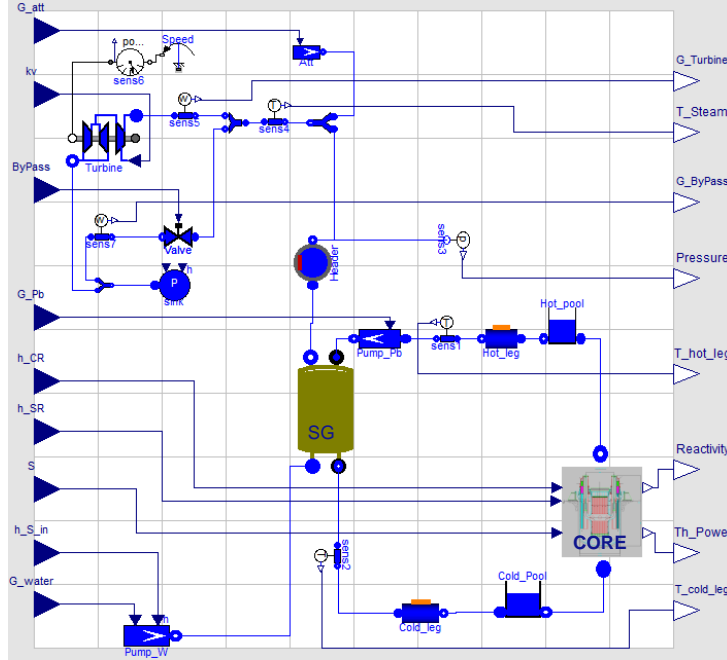 G_att
kv
ByPass
G_Pb
h_CR
h_SR
S
h_S_in
G_water
po...
Speed
sens6
Att
W
sens5
T
sens4
Turbine
W
sens7
Valve
h
P
sink
Header
sens3
p
Pump_Pb
T
sens1
Hot_leg
Hot_pool
SG
CORE
T
sens2
Cold_leg
Cold_Pool
h
Pump_W
G_Turbine
T_Steam
G_ByPass
Pressure
T_hot_leg
Reactivity
Th_Power
T_cold_leg